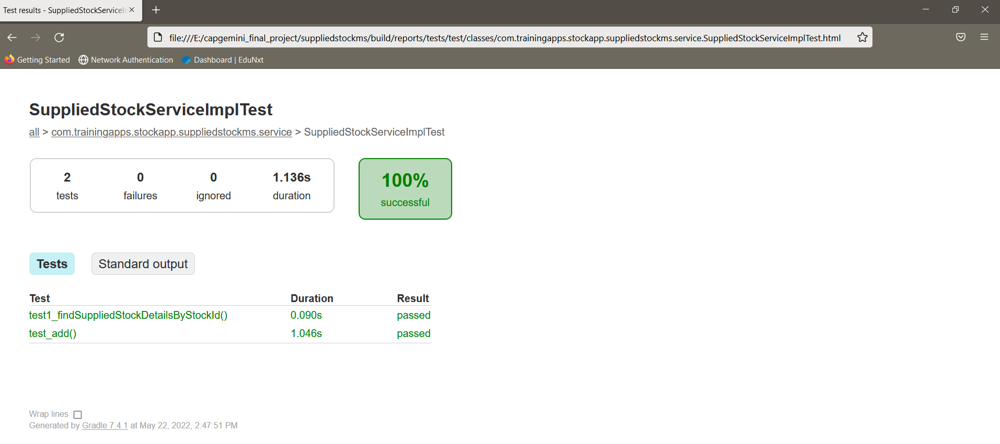 Test results - SuppliedStockServiceIm
file:///E:/capgemini_final_project/suppliedstockms/build/reports/tests/test/classes/com.trainingapps.stockapp.suppliedstockms.service.SuppliedStockServiceImplTest.html
Getting Started Network Authentication Dashboard | EduNxt
SuppliedStockServiceImplTest
all > com.trainingapps.stockapp.suppliedstockms.service > SuppliedStockServiceImplTest
2 0 0 1.136s 100%
tests failures ignored duration successful
Tests Standard output
Test Duration Result
test1_findSuppliedStockDetailsByStockId() 0.090s passed
test_add() 1.046s passed
Wrap lines
Generated by Gradle 7.4.1 at May 22, 2022, 2:47:51 PM